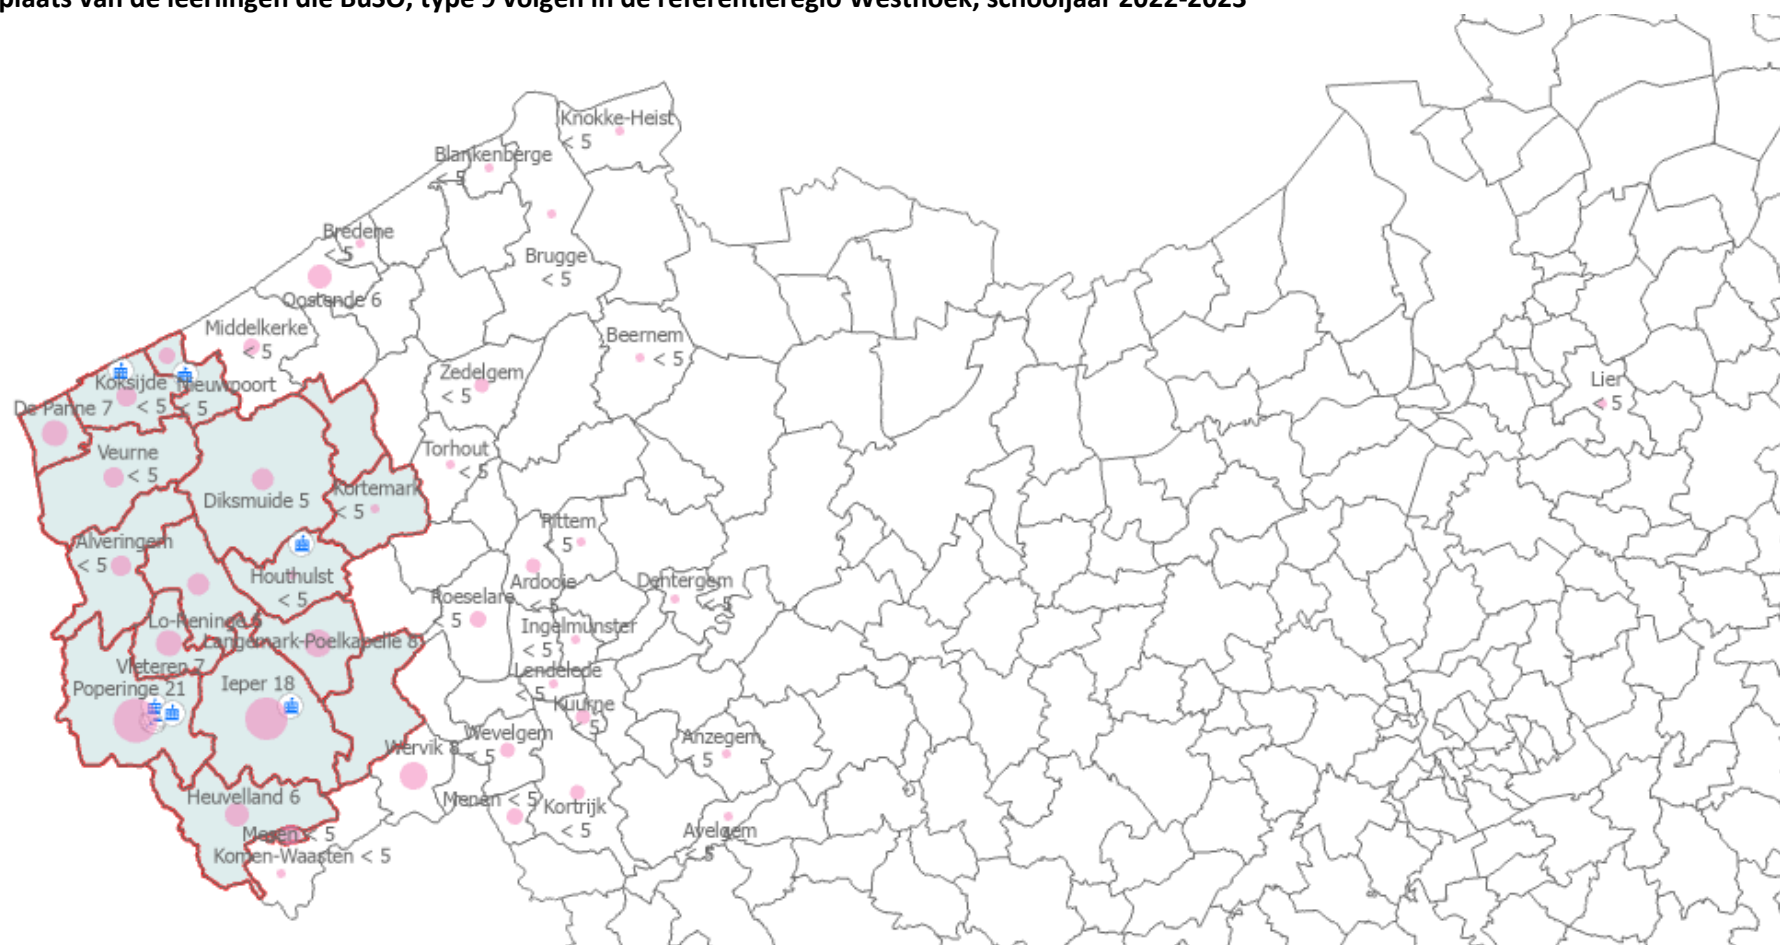 plaats van de leerlingen die BuSO, type 9 volgen in de referentieregio Westhoek, schooljaar 2022-2023
Knokke-Heist
< 5
Blankenberge
< 5
Bredene
5
Brugge
< 5
Oostende 6
Middelkerke
< 5
Beernem
< 5
Zedelgem
< 5
Koksijde
< 5
Nieuwpoort
< 5
De Panne 7
Lier
< 5
Veurne
< 5
Torhout
< 5
Diksmuide 5
Kortemark
< 5
Pittem
5
Alveringem
< 5
Houthulst
< 5
Ardooie
< 5
Dentergem
< 5
Roeselare
5
Lo-Reninge
Ingelmunster
< 5
Langemark-Poelkapelle 8
Vleteren 7
Lendelede
< 5
Poperinge 21
Ieper 18
Kuurne
< 5
Wevelgem
< 5
Wervik 8
Anzegem
< 5
Heuvelland 6
Menen < 5
Kortrijk
< 5
Mesen < 5
Avelgem
5
Komen-Waasten < 5